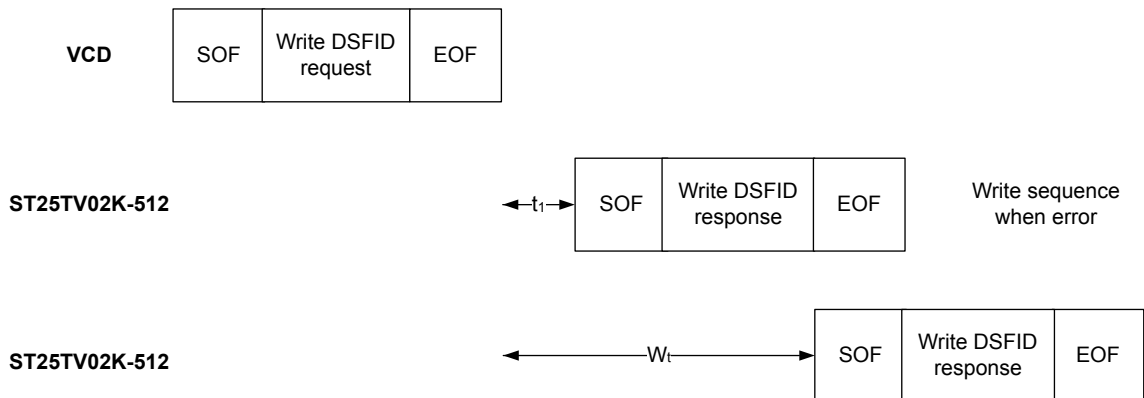 VCD
SOF
Write DSFID
request
EOF
ST25TV02K-512
t1
SOF
Write DSFID
response
EOF
Write sequence
when error
ST25TV02K-512
Wt
SOF
Write DSFID
response
EOF